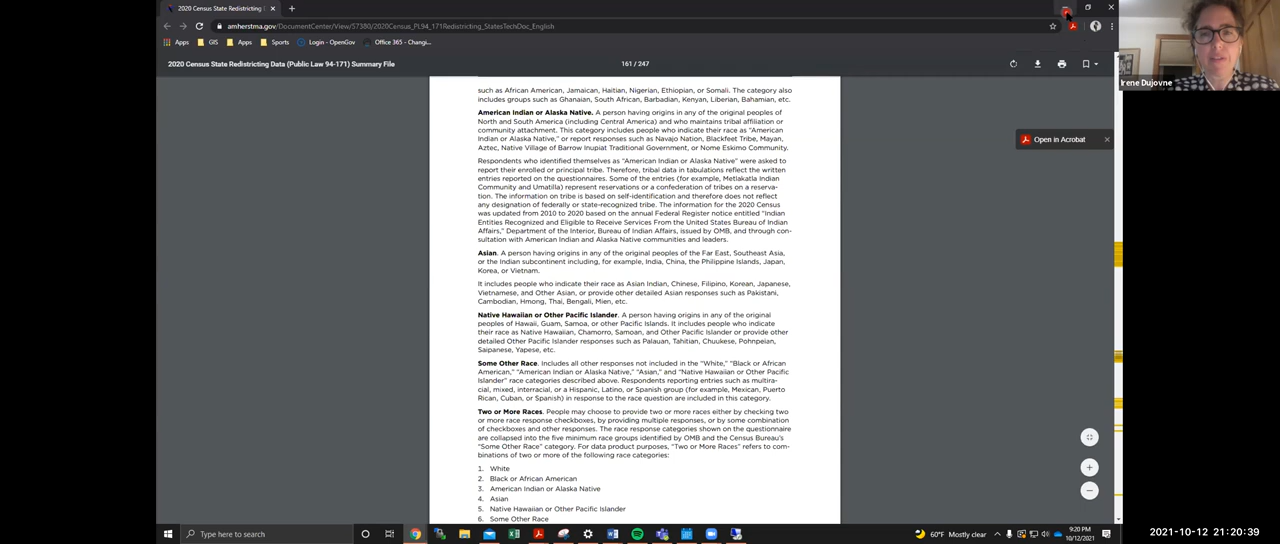 2020 Census State Redistricting [
amherstma.gov/DocumentCenter/View/57380/2020Census_PL94_171Redistricting_StatesTechDoc_English
Apps GIS Apps Sports Login - OpenGov Office 365 - Changi...
2020 Census State Redistricting Data (Public Law 94-171) Summary File
161 / 247
Irene Dujovne
Open in Acrobat
such as African American, Jamaican, Haitian, Nigerian, Ethiopian, or Somali. The category also
includes groups such as Ghanaian, South African, Barbadian, Kenyan, Liberian, Bahamian, etc.
American Indian or Alaska Native. A person having origins in any of the original peoples of
North and South America (including Central America) and who maintains tribal affiliation or
community attachment. This category includes people who indicate their race as “American
Indian or Alaska Native,” or report responses such as Navajo Nation, Blackfeet Tribe, Mayan,
Aztec, Native Village of Barrow Inupiat Traditional Government, or Nome Eskimo Community.
Respondents who identified themselves as “American Indian or Alaska Native” were asked to
report their enrolled or principal tribe. Therefore, tribal data in tabulations reflect the written
entries reported on the questionnaires. Some of the entries (for example, Metlakatla Indian
Community and Umatilla) represent reservations or a confederation of tribes on a reserva-
tion. The information on tribe is based on self-identification and therefore does not reflect
any designation of federally or state-recognized tribe. The information for the 2020 Census
was updated from 2010 to 2020 based on the annual Federal Register notice entitled “Indian
Entities Recognized and Eligible to Receive Services From the United States Bureau of Indian
Affairs,” Department of the Interior, Bureau of Indian Affairs, issued by OMB, and through con-
sultation with American Indian and Alaska Native communities and leaders.
Asian. A person having origins in any of the original peoples of the Far East, Southeast Asia,
or the Indian subcontinent including, for example, India, China, the Philippine Islands, Japan,
Korea, or Vietnam.
It includes people who indicate their race as Asian Indian, Chinese, Filipino, Korean, Japanese,
Vietnamese, and Other Asian, or provide other detailed Asian responses such as Pakistani,
Cambodian, Hmong, Thai, Bengali, Mien, etc.
Native Hawaiian or Other Pacific Islander. A person having origins in any of the original
peoples of Hawaii, Guam, Samoa, or other Pacific Islands. It includes people who indicate
their race as Native Hawaiian, Chamorro, Samoan, and Other Pacific Islander or provide other
detailed Other Pacific Islander responses such as Palauan, Tahitian, Chuukese, Pohnpeian,
Saipanese, Yapese, etc.
Some Other Race. Includes all other responses not included in the “White,” “Black or African
American,” “American Indian or Alaska Native,” “Asian,” and “Native Hawaiian or Other Pacific
Islander” race categories described above. Respondents reporting entries such as multira-
cial, mixed, interracial, or a Hispanic, Latino, or Spanish group (for example, Mexican, Puerto
Rican, Cuban, or Spanish) in response to the race question are included in this category.
Two or More Races. People may choose to provide two or more races either by checking two
or more race response checkboxes, by providing multiple responses, or by some combination
of checkboxes and other responses. The race response categories shown on the questionnaire
are collapsed into the five minimum race groups identified by OMB and the Census Bureau’s
“Some Other Race” category. For data product purposes, “Two or More Races” refers to com-
binations of two or more of the following race categories:
1. White
2. Black or African American
3. American Indian or Alaska Native
4. Asian
5. Native Hawaiian or Other Pacific Islander
6. Some Other Race
Type here to search
60°F Mostly clear
9:20 PM
10/12/2021
2021-10-12 21:20:39